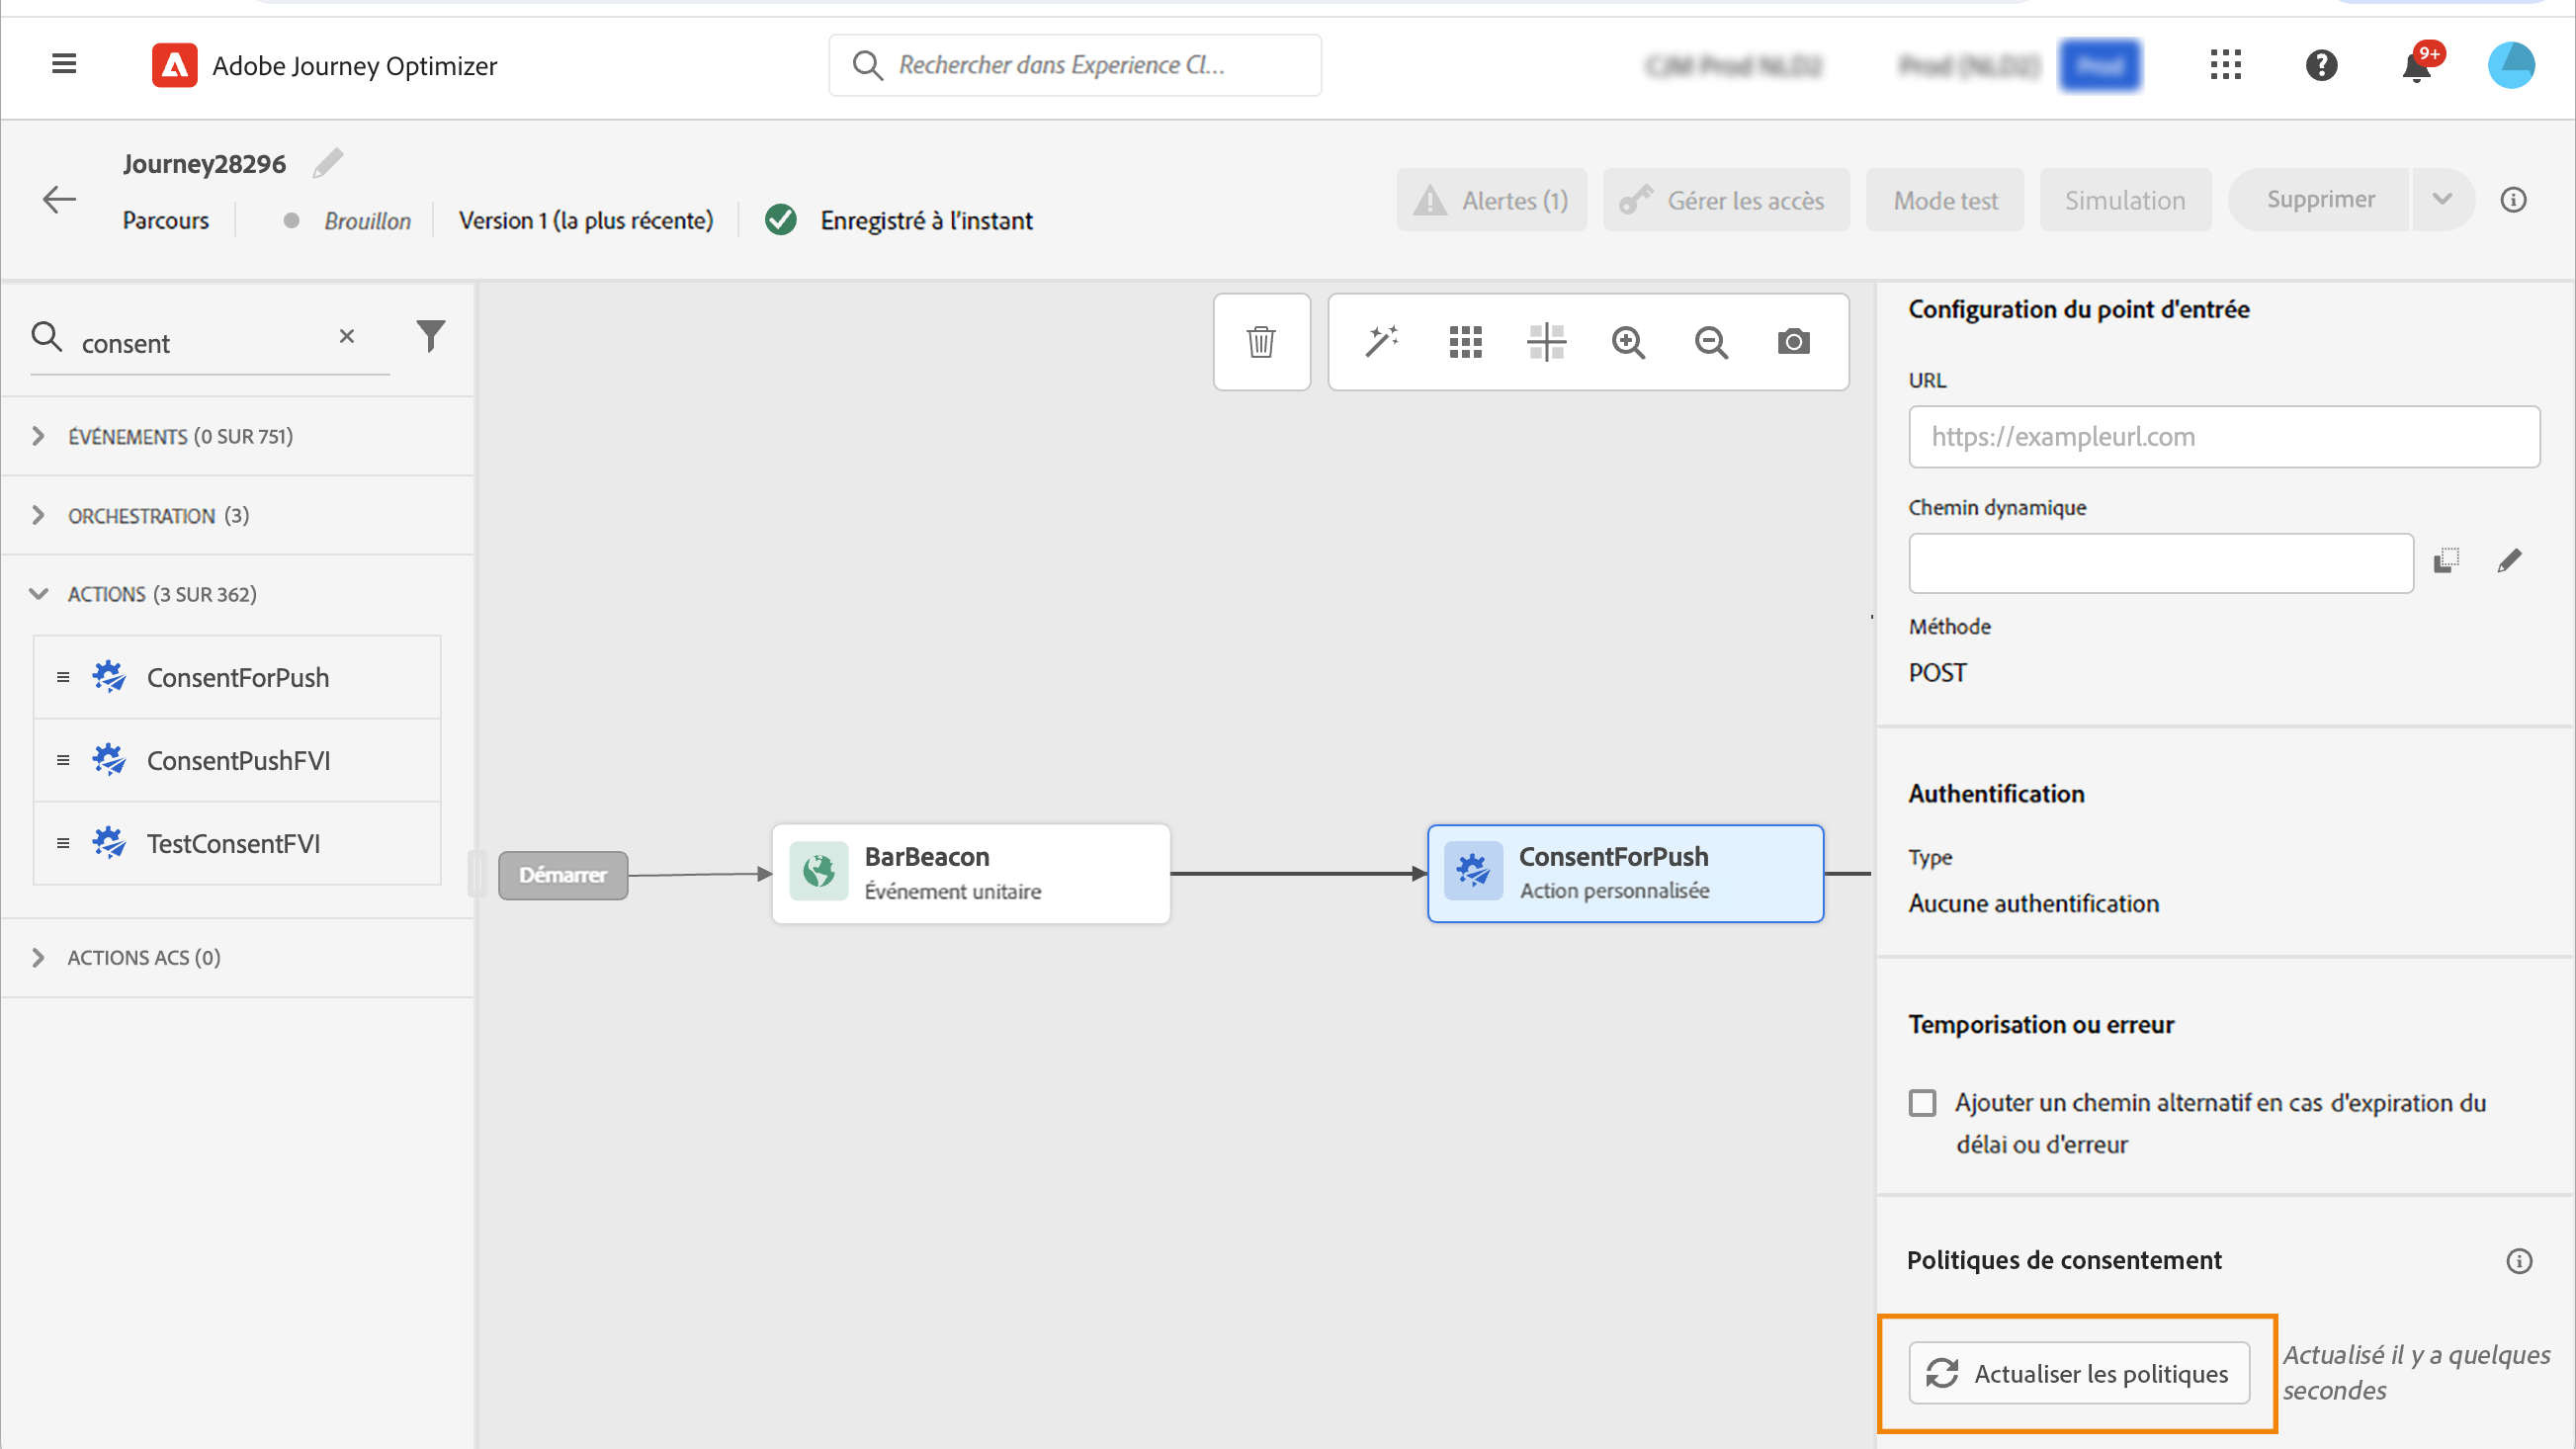 Adobe Journey Optimizer
Rechercher dans Experience Cl...
9+
Journey28296
Parcours
Brouillon
Version 1 (la plus récente)
Enregistré à l'instant
Alertes (1)
Gérer les accès
Mode test
Simulation
Supprimer
consent
ÉVÉNEMENTS (0 SUR 751)
ORCHESTRATION (3)
ACTIONS (3 SUR 362)
ConsentForPush
ConsentPushFVI
TestConsentFVI
ACTIONS ACS (0)
Démarrer
BarBeacon
Événement unitaire
ConsentForPush
Action personnalisée
Configuration du point d'entrée
URL
https://exampleurl.com
Chemin dynamique
Méthode
POST
Authentification
Type
Aucune authentification
Temporisation ou erreur
Ajouter un chemin alternatif en cas d'expiration du
délai ou d'erreur
Politiques de consentement
Actualiser les politiques
Actualisé il y a quelques
secondes